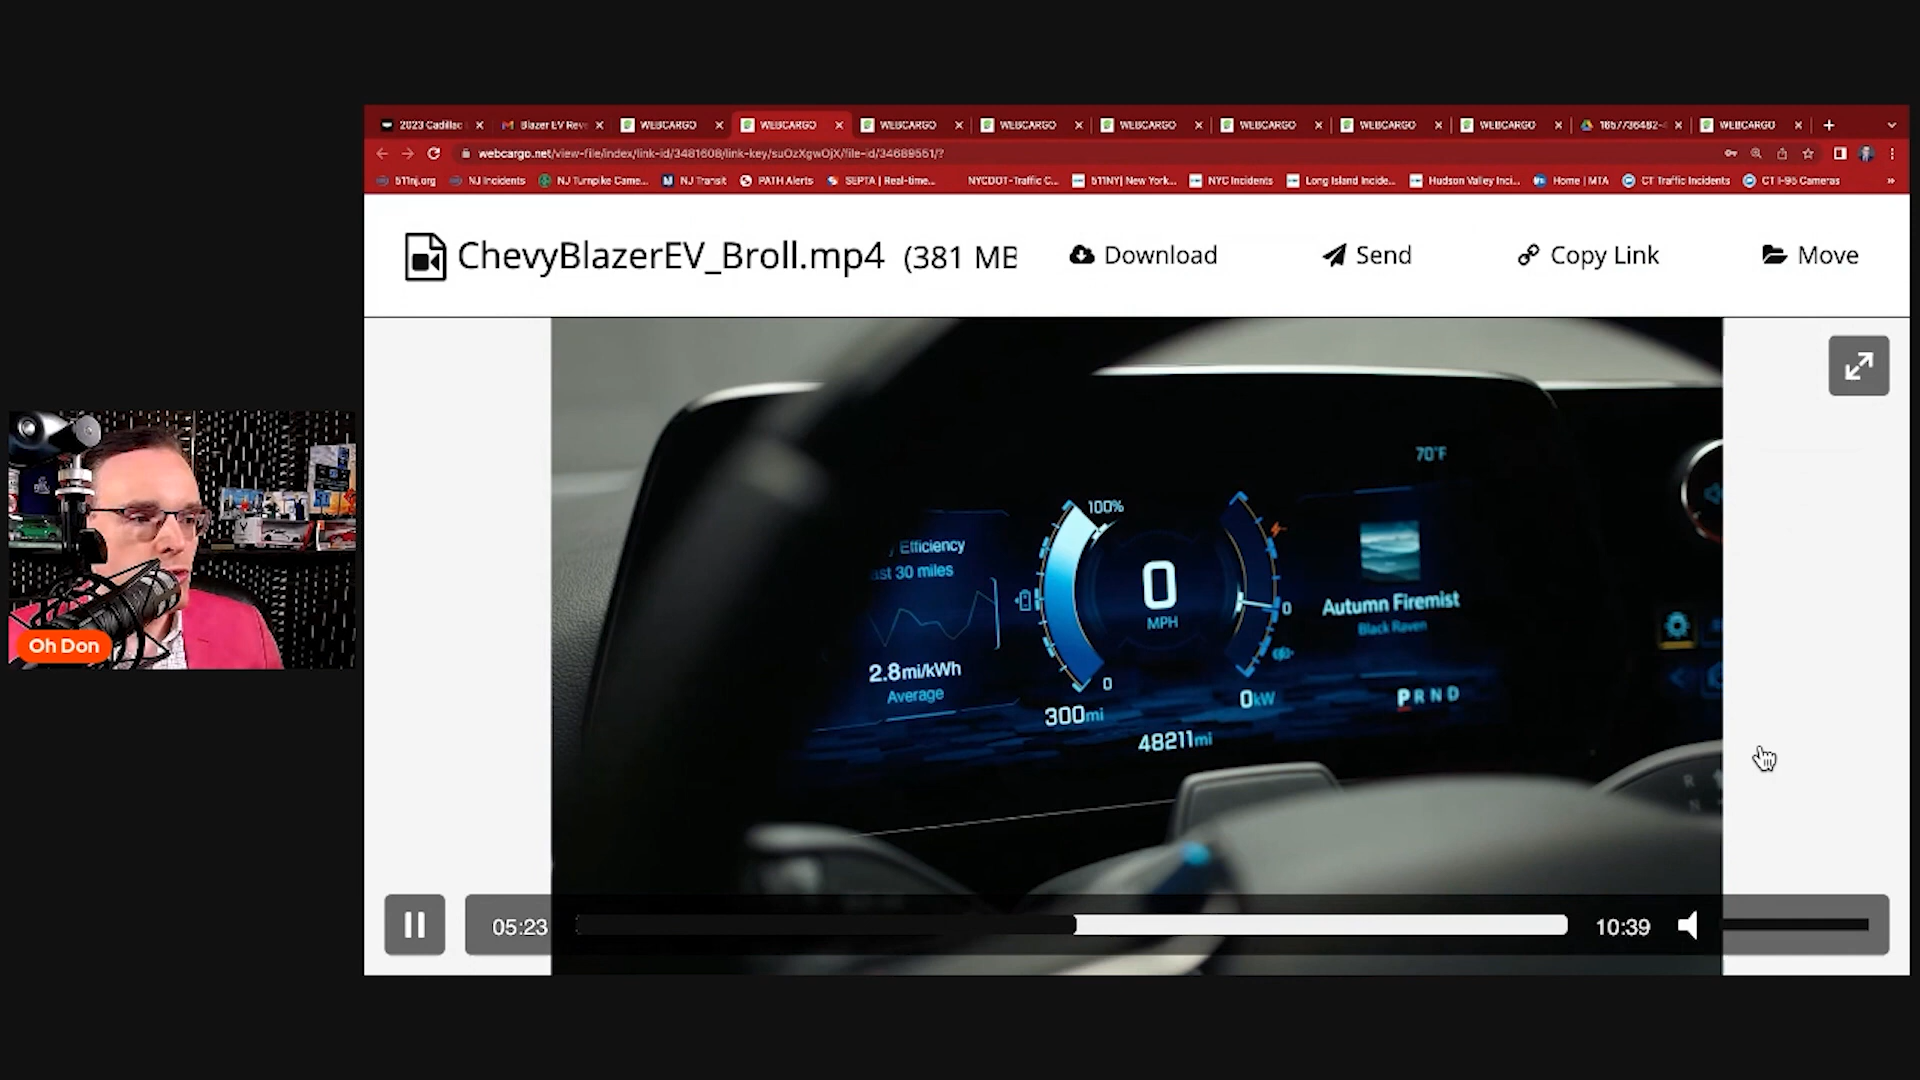 2023 Cadillac
Blazer EV Reve
WEBCARGO
WEBCARGO
WEBCARGO
WEBCARGO
WEBCARGO
WEBCARGO
WEBCARGO
WEBCARGO
1657736482-
WEBCARGO
webcargo.net/view-file/index/link-id/3481608/link-key/suOzXgwOjX/file-id/34689551/?
511nj.org
NJ Incidents
NJ Turnpike Came...
NJ Transit
PATH Alerts
SEPTA | Real-time...
NYCDOT-Traffic C...
511NY| New York...
NYC Incidents
Long Island Incide...
Hudson Valley Inci...
Home | MTA
CT Traffic Incidents
CT I-95 Cameras
»
ChevyBlazerEV_Broll.mp4 (381 MB
Download
Send
Copy Link
Move
70°F
Efficiency
ast 30 miles
2.8mi/kWh
Average
100%
0
MPH
0
0
300mi
0kW
48211mi
Autumn Firemist
Black Raven
PRND
R
N
Oh Don
05:23
10:39